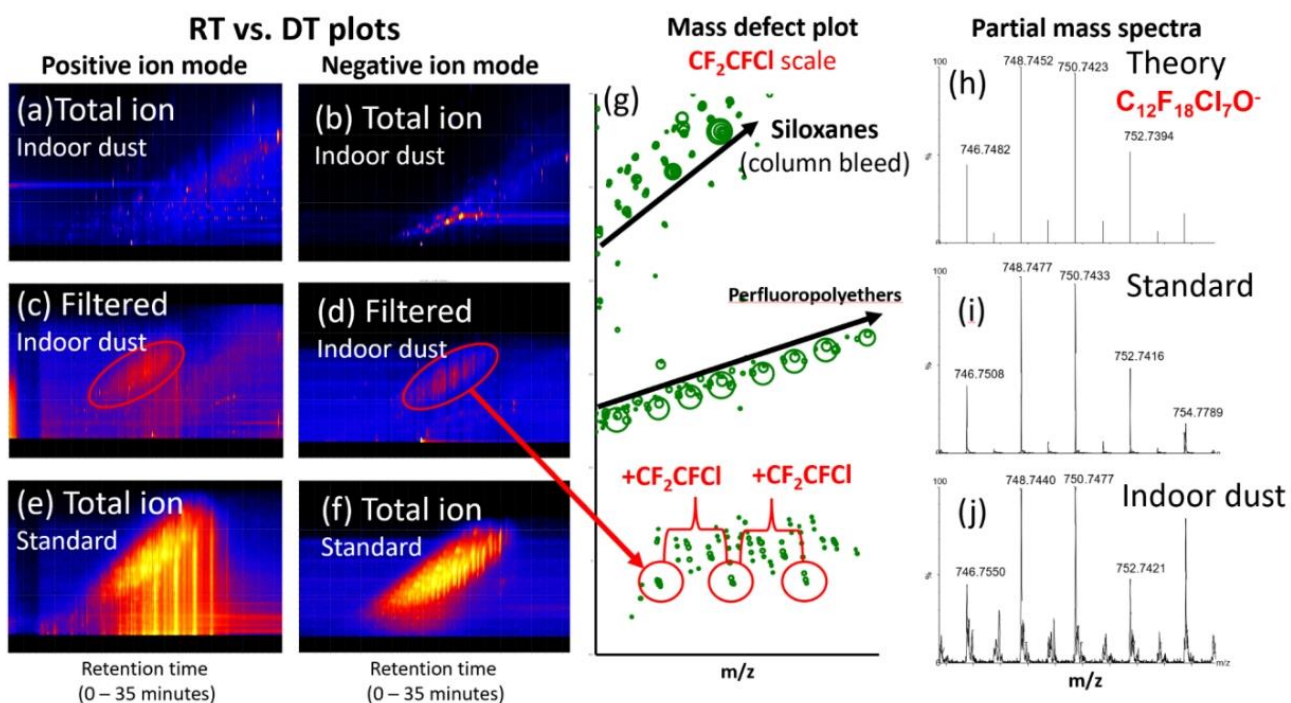 RT vs. DT plots
Positive ion mode
Negative ion mode
(a)Total ion
Indoor dust
(b) Total ion
Indoor dust
(c) Filtered
Indoor dust
(d) Filtered
Indoor dust
(e) Total ion
Standard
(f) Total ion
Standard
Retention time
(0 – 35 minutes)
Retention time
(0 – 35 minutes)
Mass defect plot
CF₂CFCl scale
(g)
Siloxanes
(column bleed)
Perfluoropolyethers
+CF₂CFCl
+CF₂CFCl
m/z
Partial mass spectra
(h)
Theory
C₁₂F₁₈Cl₇O⁻
100
%
0
746.7482
748.7452
750.7423
752.7394
(i)
Standard
100
%
0
746.7508
748.7477
750.7433
752.7416
754.7789
m/z
(j)
Indoor dust
100
%
0
746.7550
748.7440
750.7477
752.7421
m/z
m/z